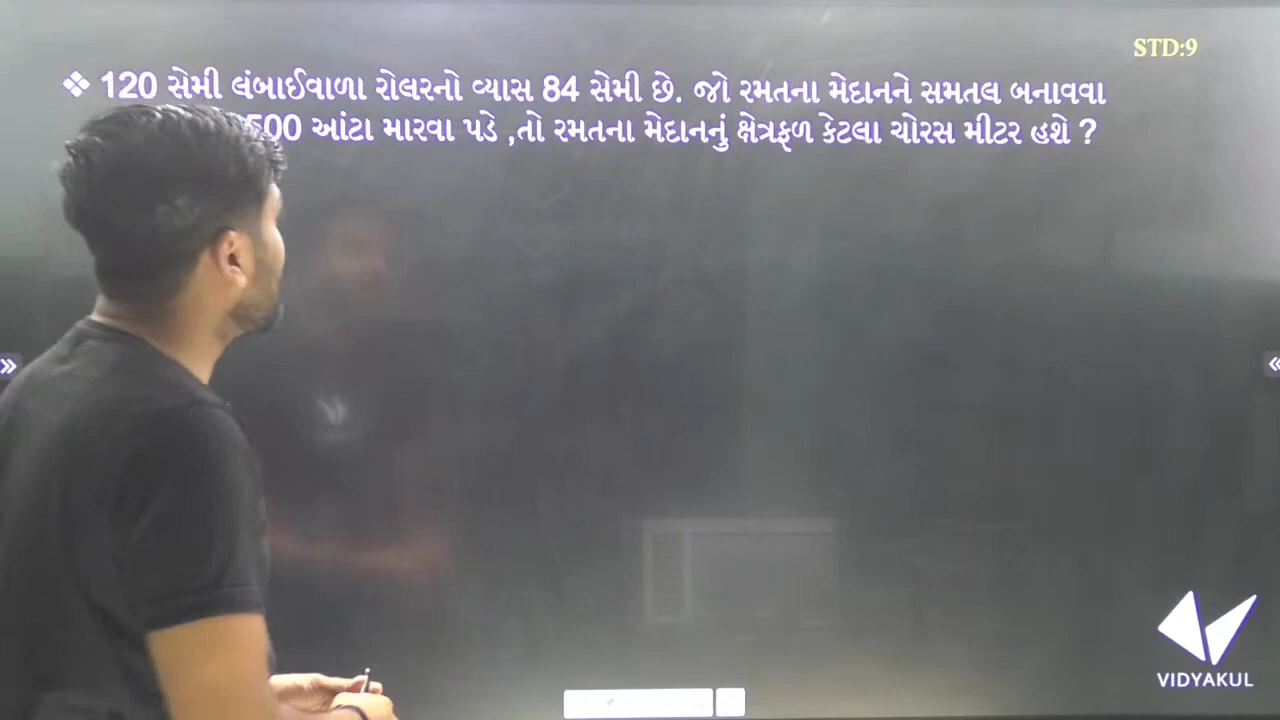 STD:9
❖ 120 સેમી લંબાઈવાળા રોલરનો વ્યાસ 84 સેમી છે. જો રમતના મેદાનને સમતલ બનાવવા
500 આંટા મારવા પડે ,તો રમતના મેદાનનું ક્ષેત્રફળ કેટલા ચોરસ મીટર હશે ?
VIDYAKUL